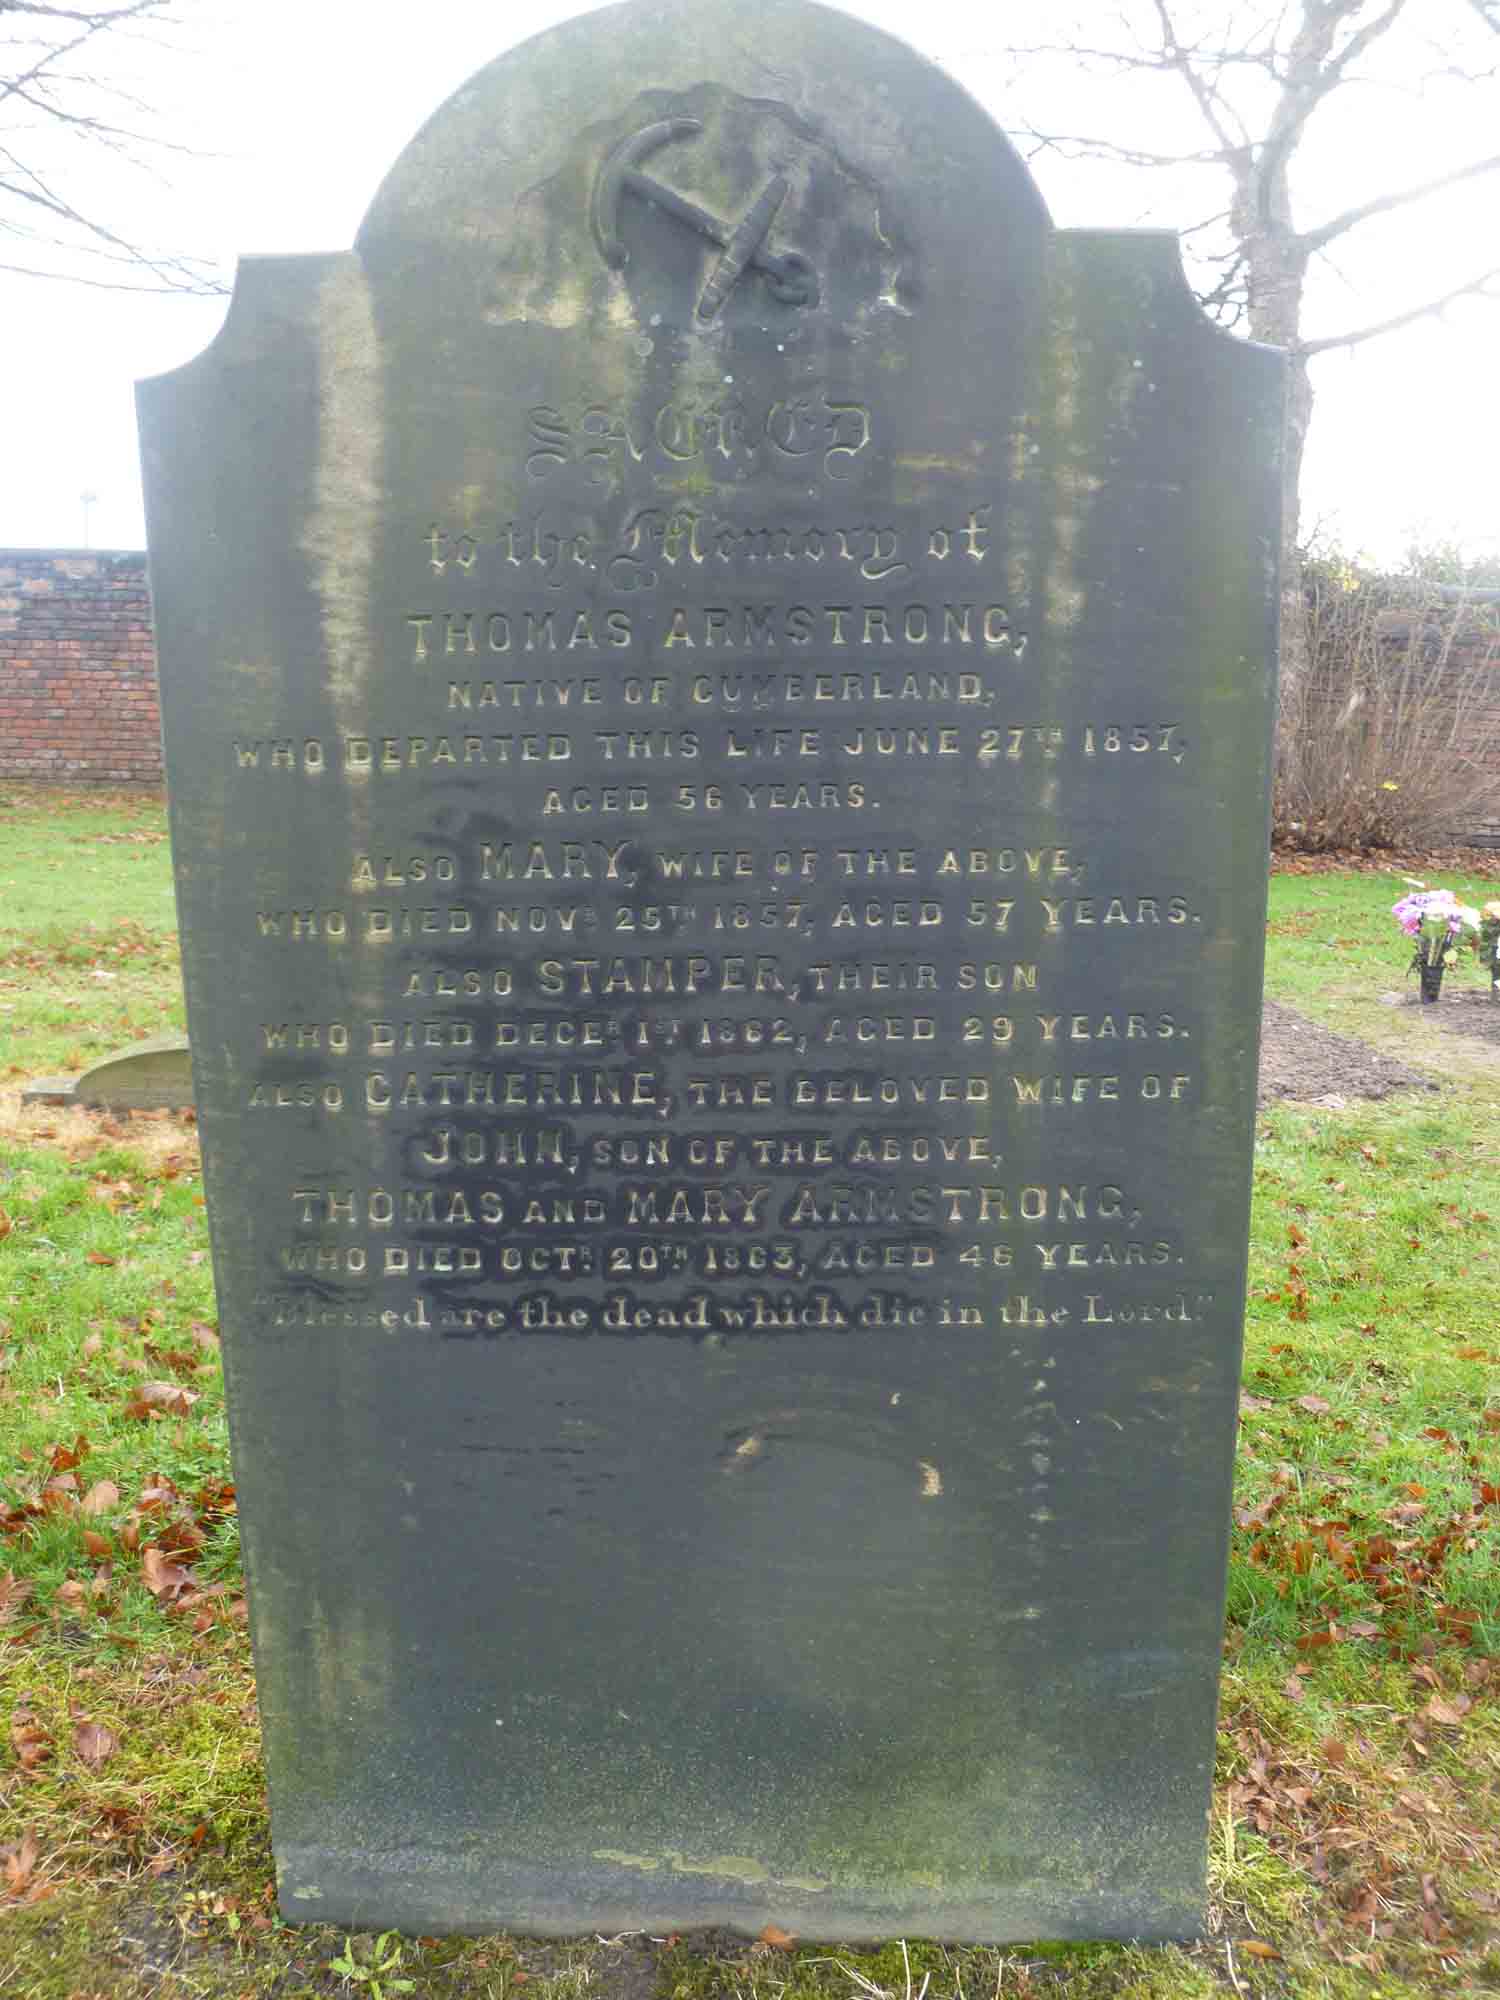 SACRED
to the Memory of
THOMAS ARMSTRONG,
NATIVE OF CUMBERLAND,
WHO DEPARTED THIS LIFE JUNE 27TH 1857,
AGED 56 YEARS.
ALSO MARY, WIFE OF THE ABOVE,
WHO DIED NOVR 25TH 1857, AGED 57 YEARS.
ALSO STAMPER, THEIR SON
WHO DIED DECER 1ST 1862, AGED 29 YEARS.
ALSO CATHERINE, THE BELOVED WIFE OF
JOHN, SON OF THE ABOVE,
THOMAS AND MARY ARMSTRONG,
WHO DIED OCTR 20TH 1863, AGED 46 YEARS.
"Blessed are the dead which die in the Lord."